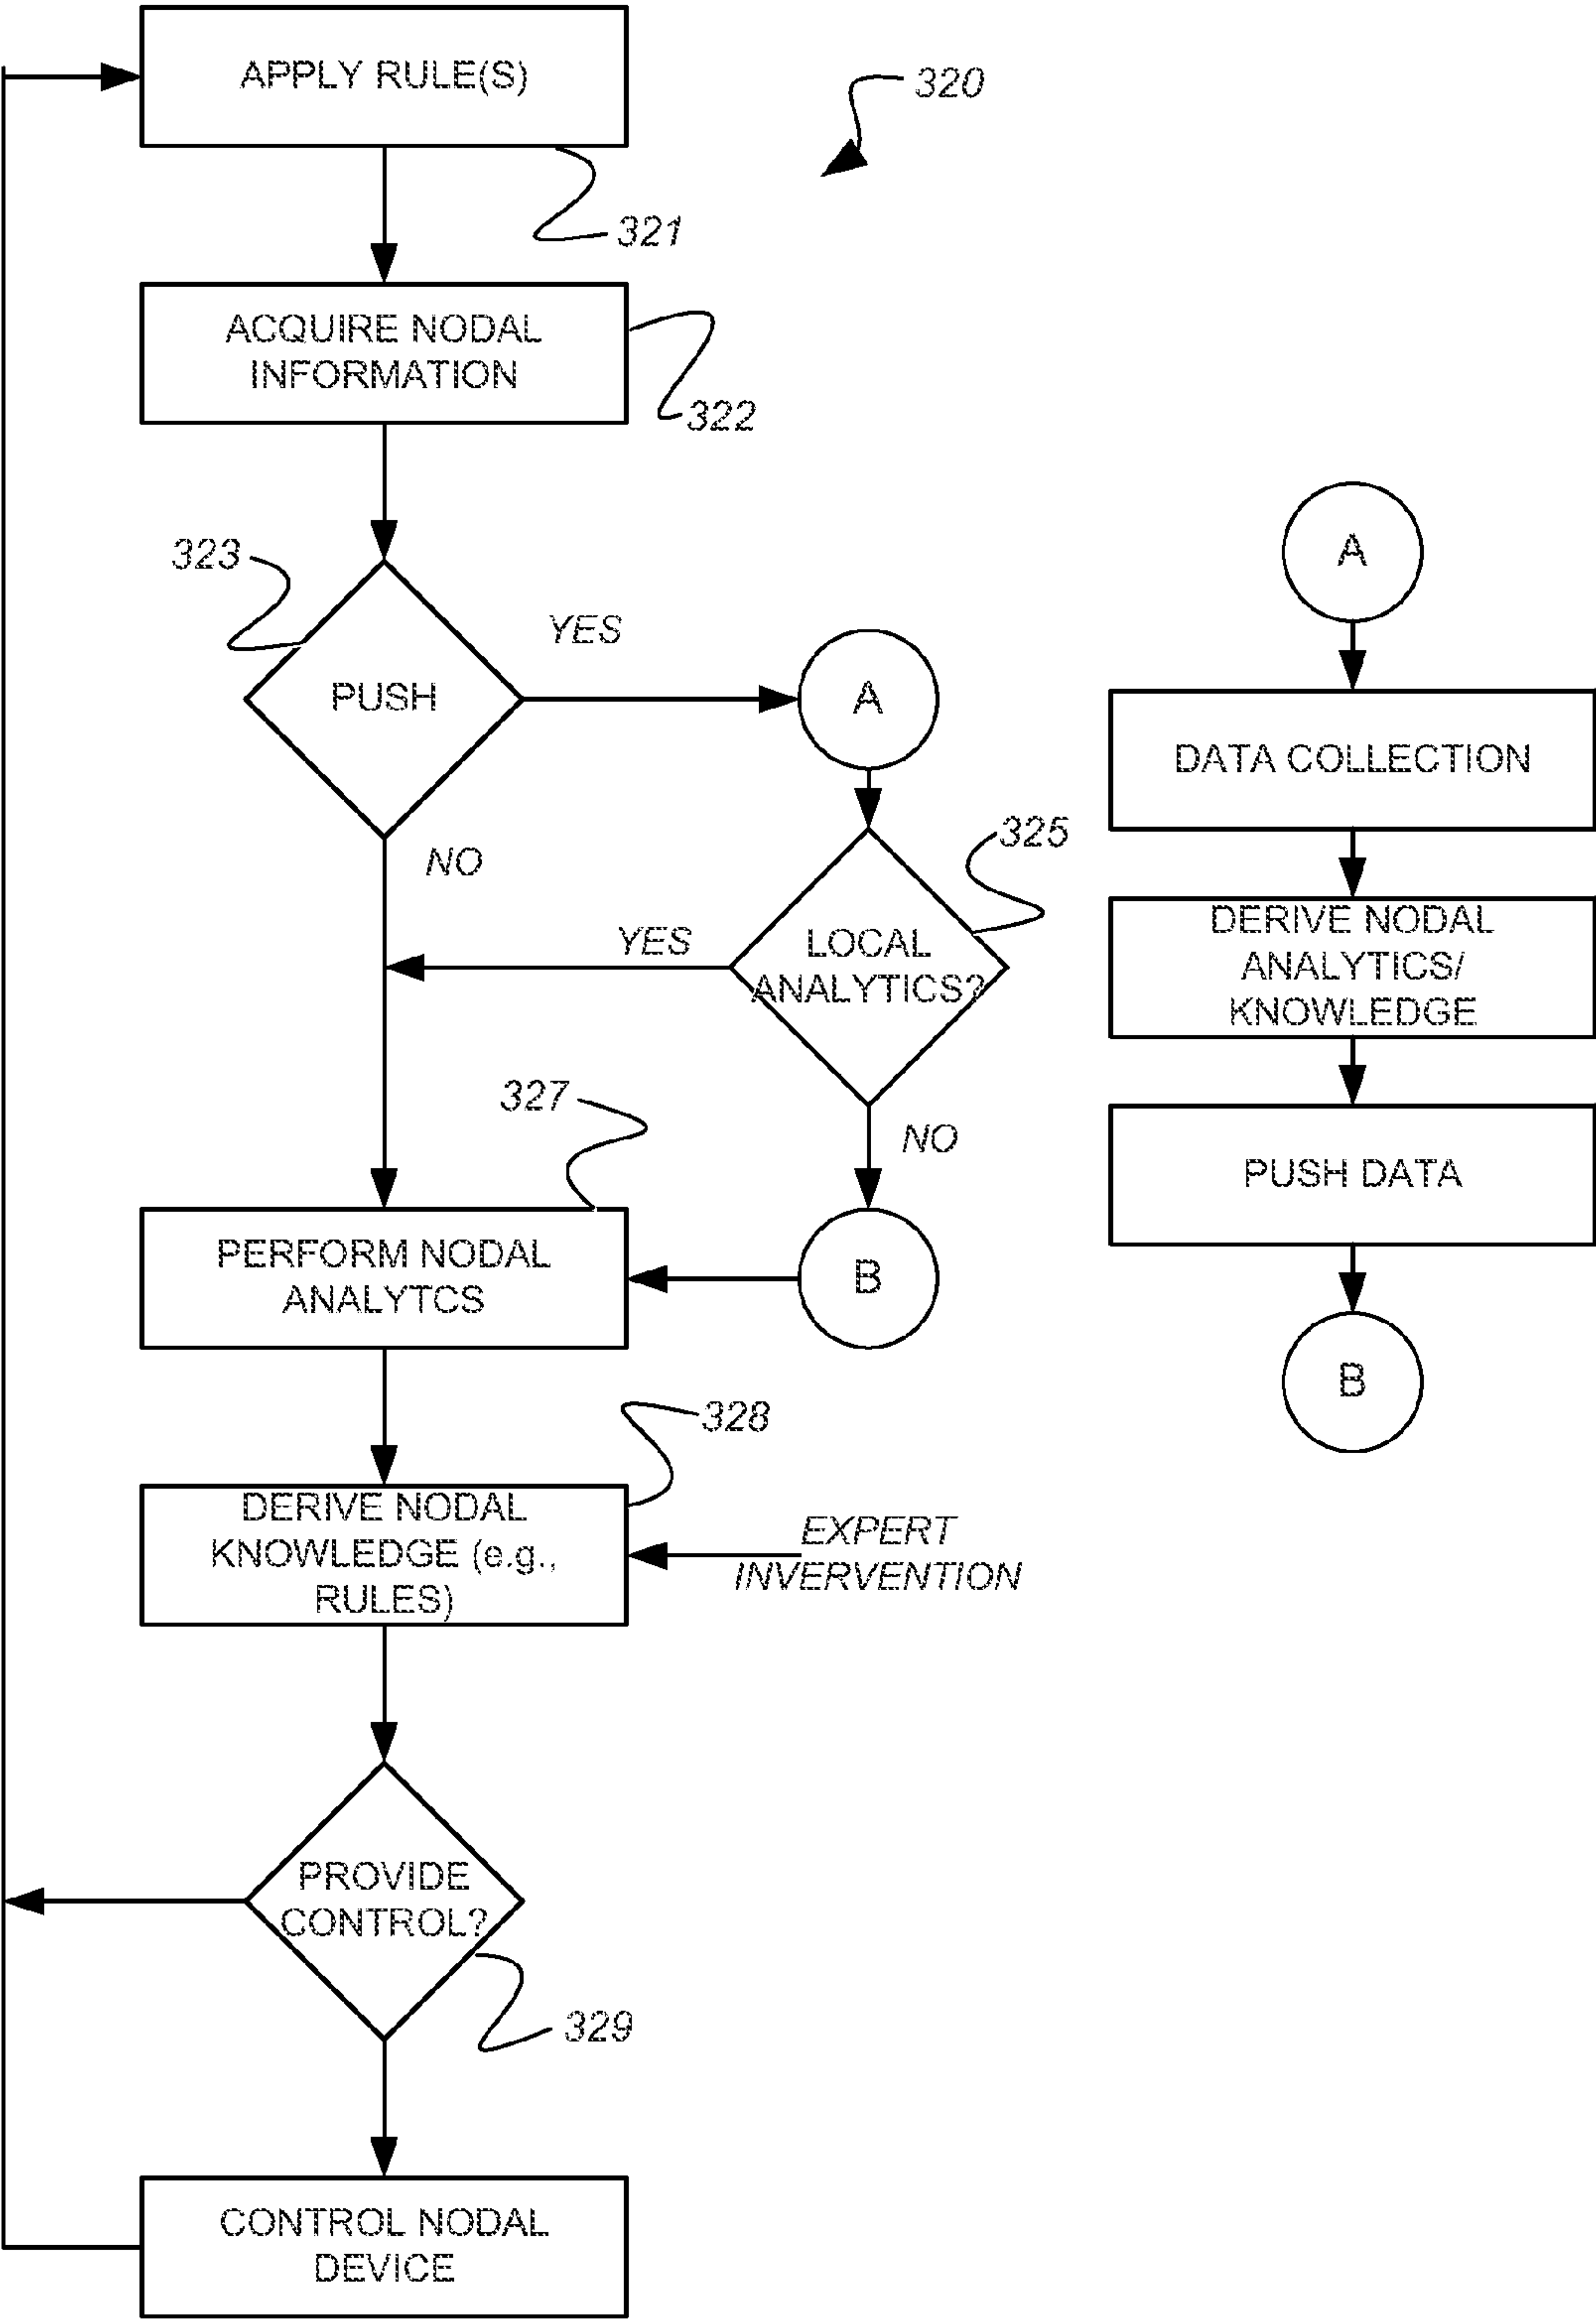 APPLY RULE(S)
320
321
ACQUIRE NODAL
INFORMATION
322
323
PUSH
YES
A
NO
325
LOCAL
ANALYTICS?
YES
NO
327
PERFORM NODAL
ANALYTCS
B
328
DERIVE NODAL
KNOWLEDGE (e.g.,
RULES)
EXPERT
INVERVENTION
PROVIDE
CONTROL?
329
CONTROL NODAL
DEVICE
A
DATA COLLECTION
DERIVE NODAL
ANALYTICS/
KNOWLEDGE
PUSH DATA
B